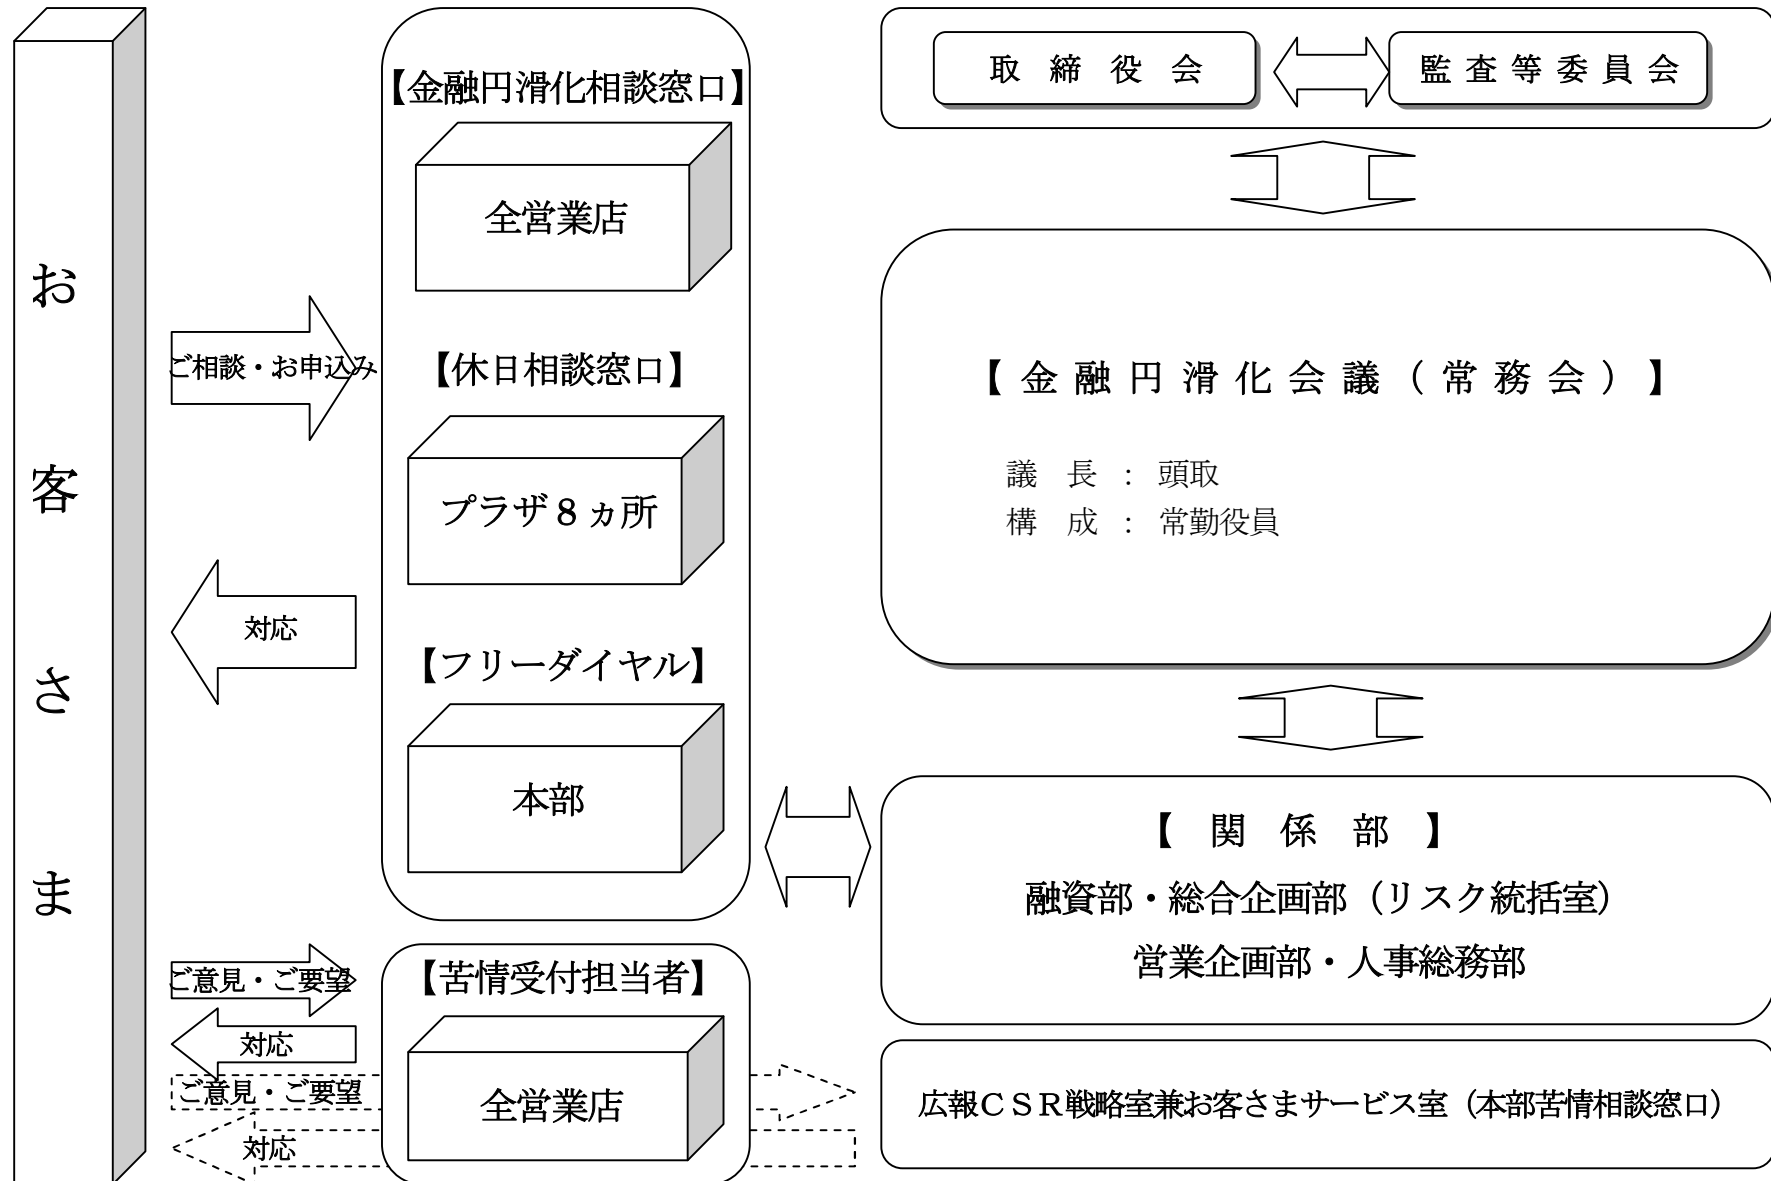 お客さま
ご相談・お申込み
対応
ご意見・ご要望
対応
ご意見・ご要望
対応
【金融円滑化相談窓口】
全営業店
【休日相談窓口】
プラザ８ヵ所
【フリーダイヤル】
本部
【苦情受付担当者】
全営業店
取締役会
監査等委員会
【金融円滑化会議（常務会）】
議長：頭取
構成：常勤役員
【関係部】
融資部・総合企画部（リスク統括室）
営業企画部・人事総務部
広報ＣＳＲ戦略室兼お客さまサービス室（本部苦情相談窓口）